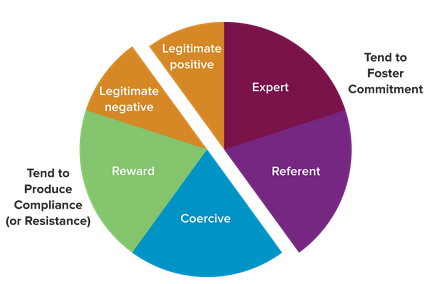 Legitimate
positive
Expert
Tend to
Foster
Commitment
Legitimate
negative
Reward
Referent
Tend to
Produce
Compliance
(or Resistance)
Coercive